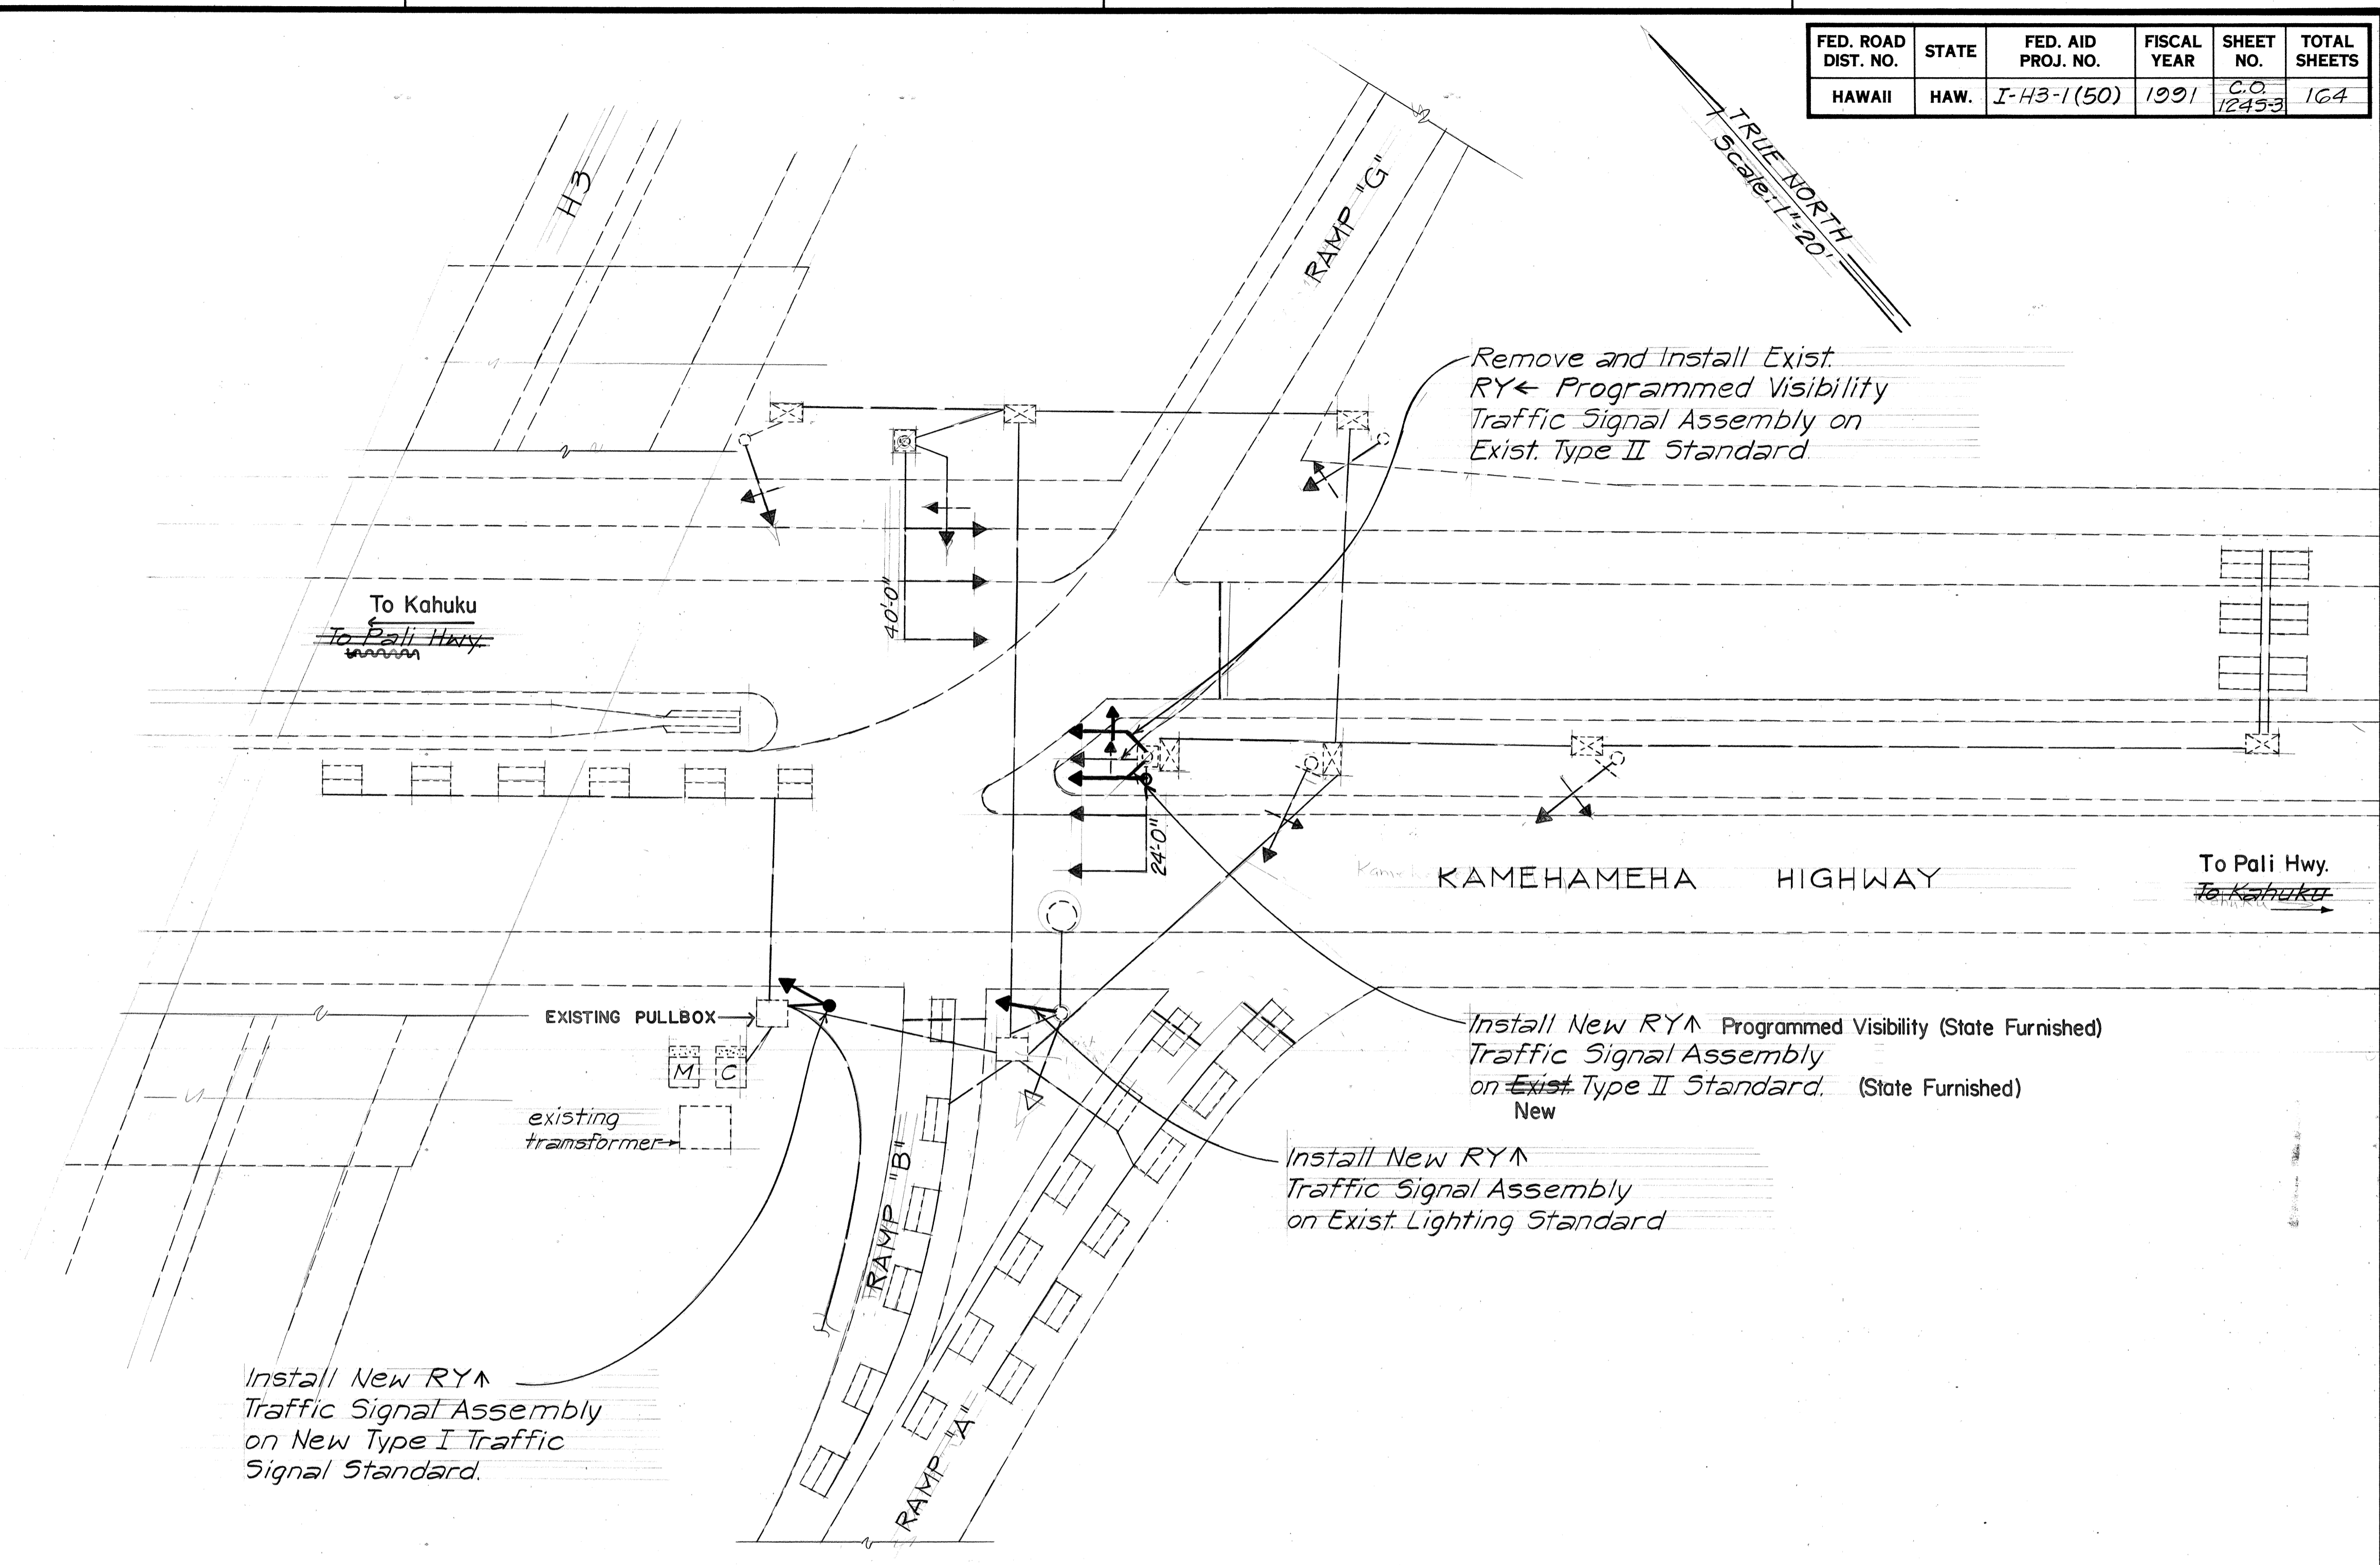 FED. ROAD DIST. NO. STATE FED. AID PROJ. NO. FISCAL YEAR SHEET NO. TOTAL SHEETS
HAWAII HAW. I-H3-1(50) 1991 C.O. 1245-3 164
TRUE NORTH
Scale: 1"=20'
H3
RAMP "G"
Remove and Install Exist.
RY← Programmed Visibility
Traffic Signal Assembly on
Exist. Type II Standard.
40'-0"
To Kahuku
To Pali Hwy.
24'-0"
KAMEHAMEHA HIGHWAY
To Pali Hwy.
To Kahuku
EXISTING PULLBOX
M C
existing
transformer
Install New RY↑ Programmed Visibility (State Furnished)
Traffic Signal Assembly
on Exist. Type II Standard. (State Furnished)
New
Install New RY↑
Traffic Signal Assembly
on Exist. Lighting Standard
RAMP "B"
RAMP "A"
Install New RY↑
Traffic Signal Assembly
on New Type I Traffic
Signal Standard.